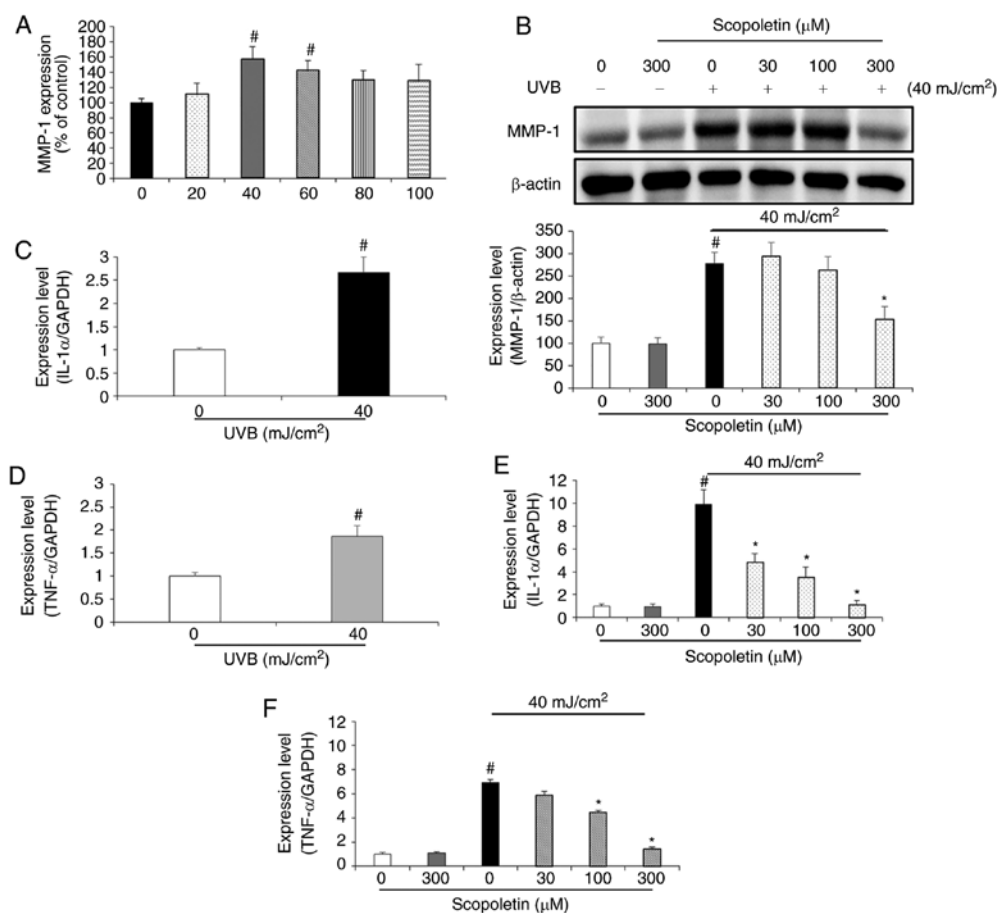 A
MMP-1 expression
(% of control)
200
180
160
140
120
100
80
60
40
20
0
# #
0 20 40 60 80 100
B
Scopoletin (μM)
0 300 0 30 100 300
UVB – – + + + + (40 mJ/cm²)
MMP-1
β-actin
40 mJ/cm²
Expression level
(MMP-1/β-actin)
350
300
250
200
150
100
50
0
# *
0 300 0 30 100 300
Scopoletin (μM)
C
Expression level
(IL-1α/GAPDH)
3
2.5
2
1.5
1
0.5
0
#
0 40
UVB (mJ/cm²)
D
Expression level
(TNF-α/GAPDH)
3
2.5
2
1.5
1
0.5
0
#
0 40
UVB (mJ/cm²)
E
40 mJ/cm²
Expression level
(IL-1α/GAPDH)
12
10
8
6
4
2
0
# * * *
0 300 0 30 100 300
Scopoletin (μM)
F
40 mJ/cm²
Expression level
(TNF-α/GAPDH)
12
10
8
6
4
2
0
# * *
0 300 0 30 100 300
Scopoletin (μM)